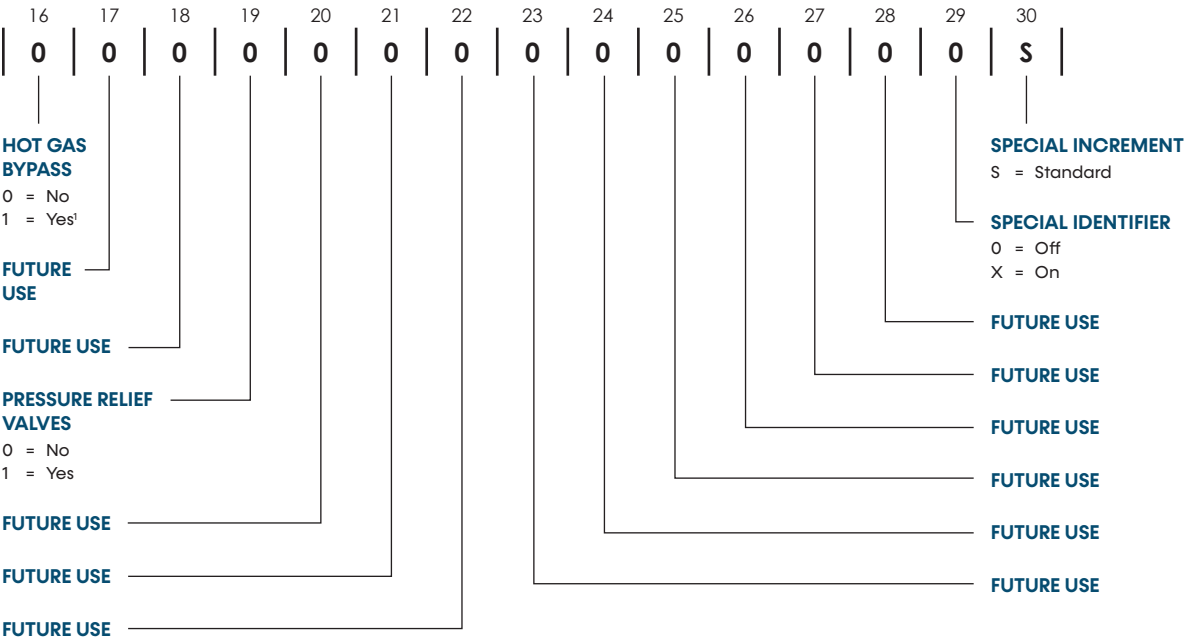 16 17 18 19 20 21 22 23 24 25 26 27 28 29 30
0 0 0 0 0 0 0 0 0 0 0 0 0 0 S
HOT GAS
BYPASS
0 = No
1 = Yes¹
FUTURE
USE
FUTURE USE
PRESSURE RELIEF
VALVES
0 = No
1 = Yes
FUTURE USE
FUTURE USE
FUTURE USE
SPECIAL INCREMENT
S = Standard
SPECIAL IDENTIFIER
0 = Off
X = On
FUTURE USE
FUTURE USE
FUTURE USE
FUTURE USE
FUTURE USE
FUTURE USE